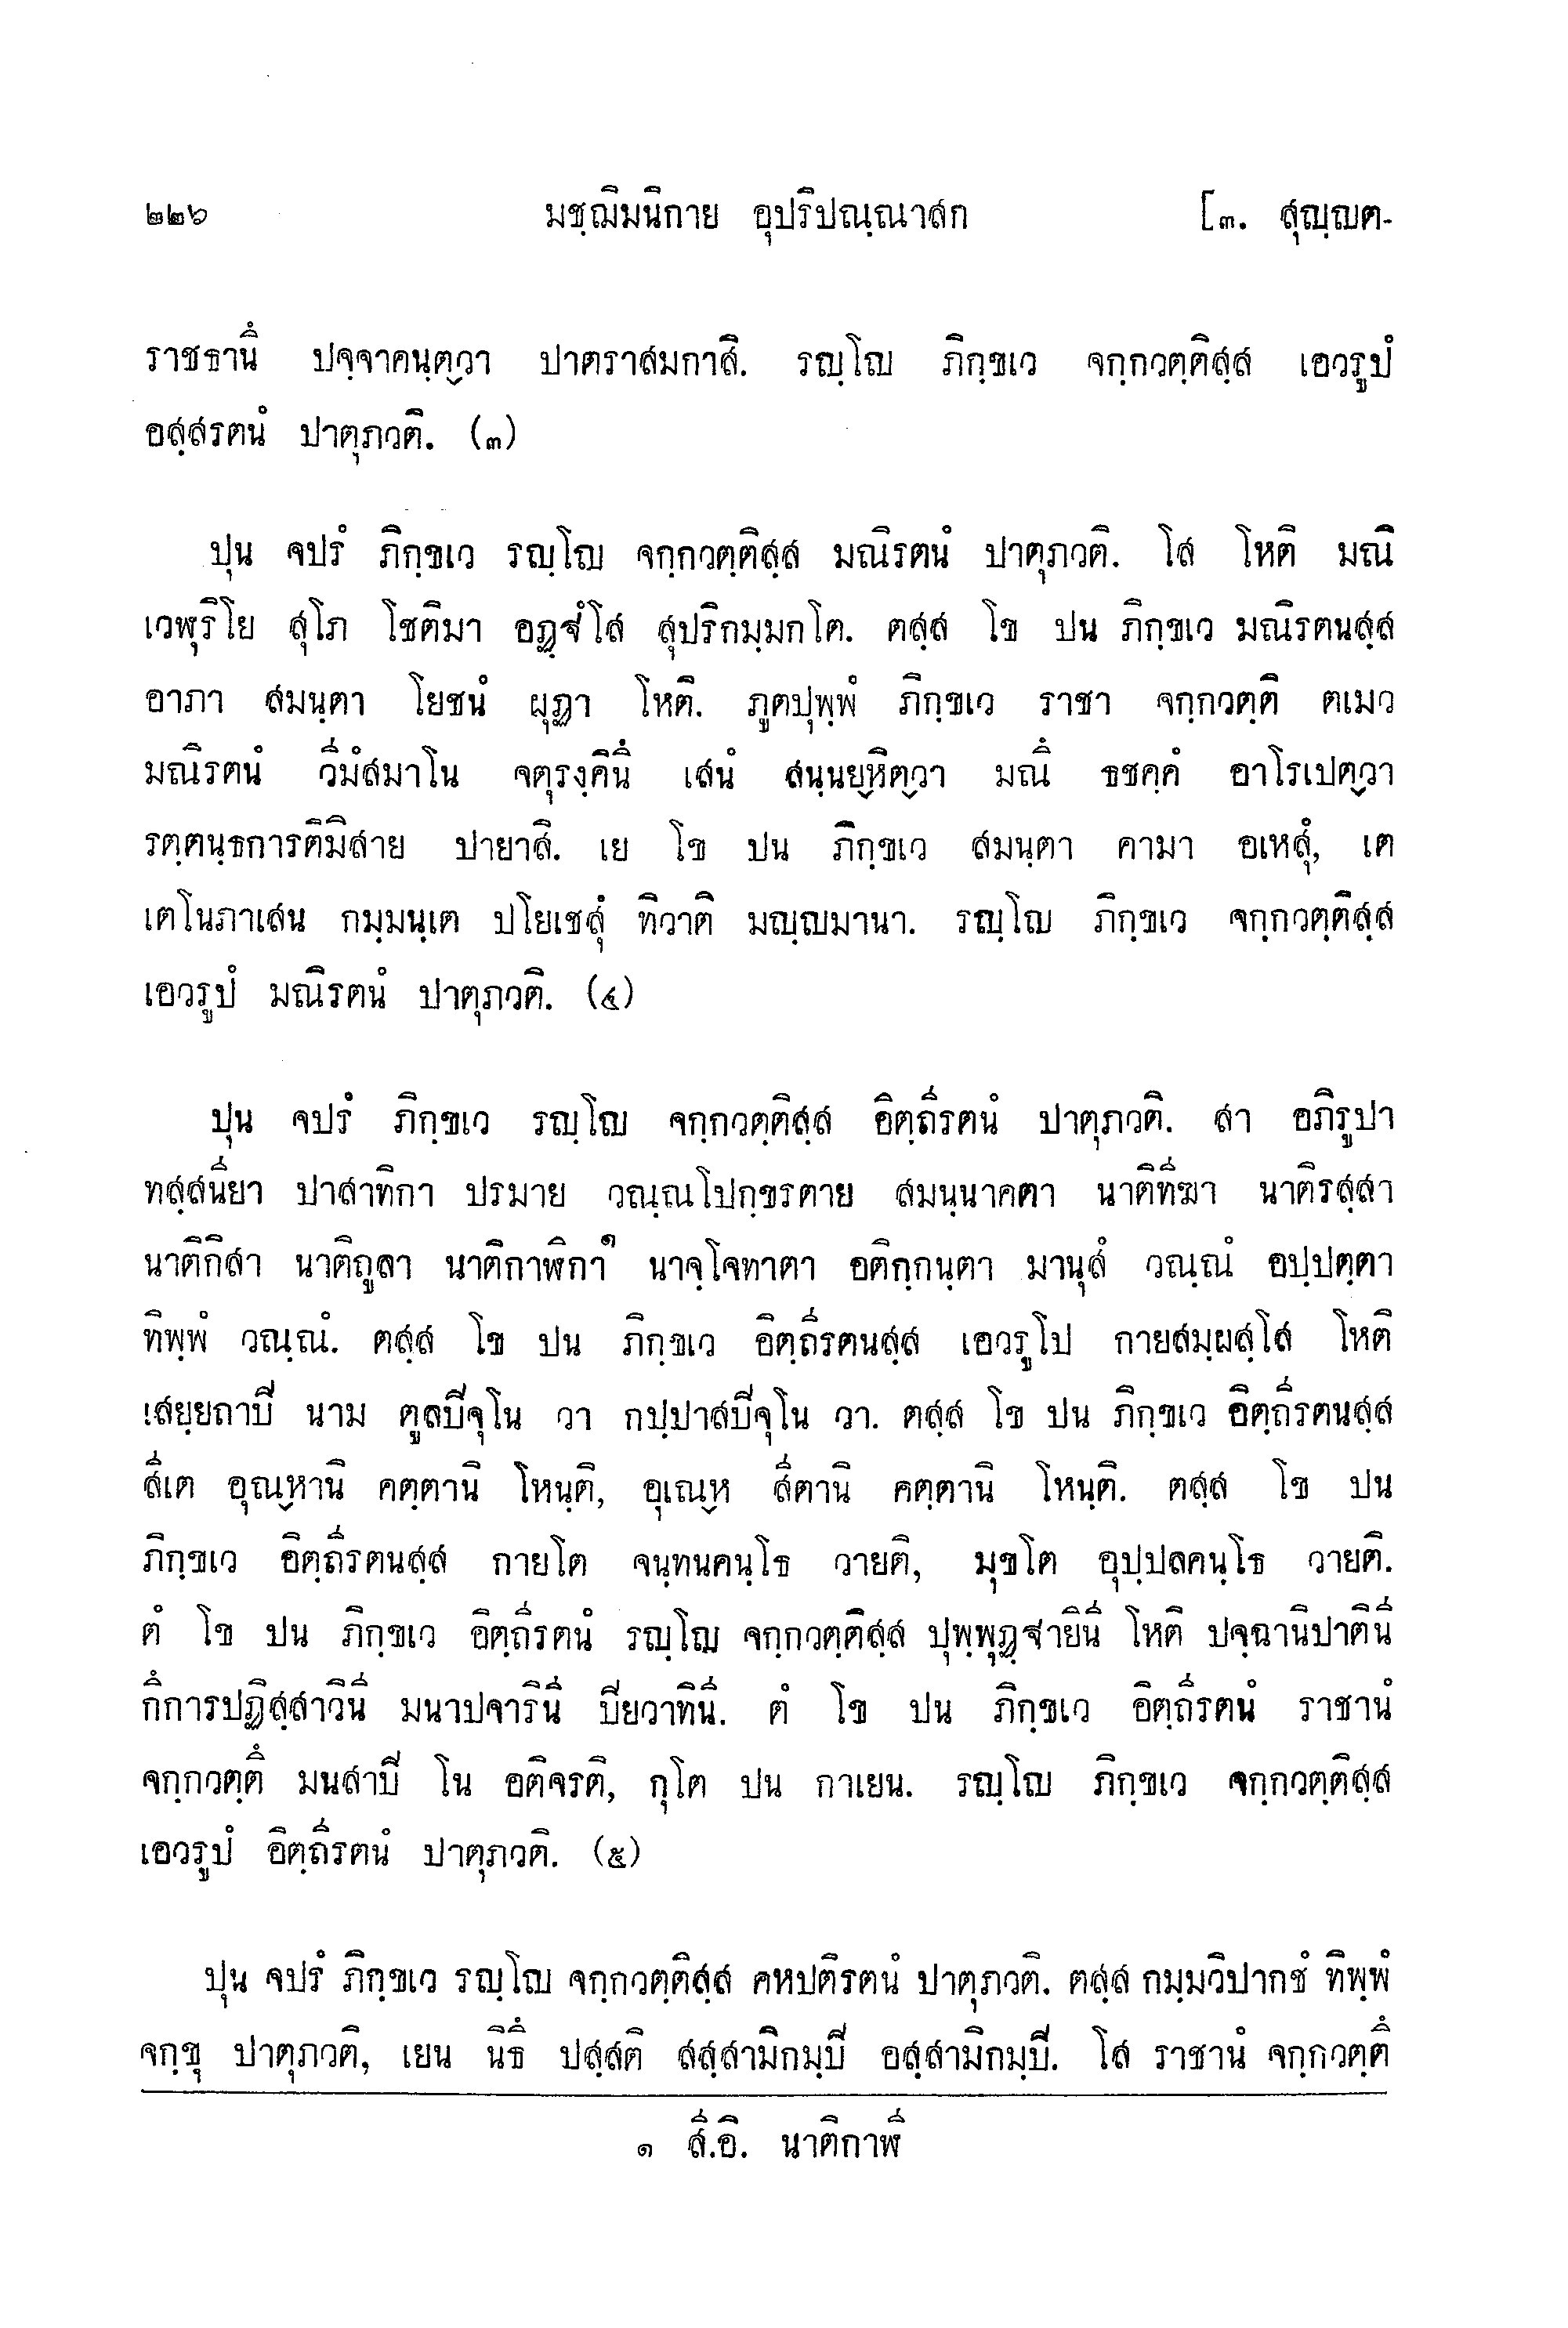 ๒๒๖ มชฺฌิมนิกาย อุปริปณฺณาสก [๓. สุญฺญต-
ราชธานึ ปจฺจาคนฺตฺวา ปาตราสมกาสิ. รญฺโญ ภิกฺขเว จกฺกวตฺติสฺส เอวรูปํ
อสฺสรตนํ ปาตุภวติ. (๓)
ปุน จปรํ ภิกฺขเว รญฺโญ จกฺกวตฺติสฺส มณิรตนํ ปาตุภวติ. โส โหติ มณิ
เวฬุริโย สุโภ โชติมา อฏฺฐํโส สุปริกมฺมกโต. ตสฺส โข ปน ภิกฺขเว มณิรตนสฺส
อาภา สมนฺตา โยชนํ ผุฏา โหติ. ภูตปุพฺพํ ภิกฺขเว ราชา จกฺกวตฺติ ตเมว
มณิรตนํ วีมํสมาโน จตุรงฺคินึ เสนํ สนฺนยฺหิตฺวา มณึ ธชคฺคํ อาโรเปตฺวา
รตฺตนฺธการติมิสาย ปายาสิ. เย โข ปน ภิกฺขเว สมนฺตา คามา อเหสุํ, เต
เตโนภาเสน กมฺมนฺเต ปโยเชสุํ ทิวาติ มญฺญมานา. รญฺโญ ภิกฺขเว จกฺกวตฺติสฺส
เอวรูปํ มณิรตนํ ปาตุภวติ. (๔)
ปุน จปรํ ภิกฺขเว รญฺโญ จกฺกวตฺติสฺส อิตฺถีรตนํ ปาตุภวติ. สา อภิรูปา
ทสฺสนียา ปาสาทิกา ปรมาย วณฺณโปกฺขรตาย สมนฺนาคตา นาติทีฆา นาติรสฺสา
นาติกิสา นาติถูลา นาติกาฬิกา๑ นาจฺโจทาตา อติกฺกนฺตา มานุสํ วณฺณํ อปฺปตฺตา
ทิพฺพํ วณฺณํ. ตสฺส โข ปน ภิกฺขเว อิตฺถีรตนสฺส เอวรูโป กายสมฺผสฺโส โหติ
เสยฺยถาปิ นาม ตูลปิจุโน วา กปฺปาสปิจุโน วา. ตสฺส โข ปน ภิกฺขเว อิตฺถีรตนสฺส
สีเต อุณฺหานิ คตฺตานิ โหนฺติ, อุเณฺห สีตานิ คตฺตานิ โหนฺติ. ตสฺส โข ปน
ภิกฺขเว อิตฺถีรตนสฺส กายโต จนฺทนคนฺโธ วายติ, มุขโต อุปฺปลคนฺโธ วายติ.
ตํ โข ปน ภิกฺขเว อิตฺถีรตนํ รญฺโญ จกฺกวตฺติสฺส ปุพฺพุฏฺฐายินี โหติ ปจฺฉานิปาตินี
กึการปฏิสฺสาวินี มนาปจารินี ปิยวาทินี. ตํ โข ปน ภิกฺขเว อิตฺถีรตนํ ราชานํ
จกฺกวตฺตึ มนสาปิ โน อติจรติ, กุโต ปน กาเยน. รญฺโญ ภิกฺขเว จกฺกวตฺติสฺส
เอวรูปํ อิตฺถีรตนํ ปาตุภวติ. (๕)
ปุน จปรํ ภิกฺขเว รญฺโญ จกฺกวตฺติสฺส คหปติรตนํ ปาตุภวติ. ตสฺส กมฺมวิปากชํ ทิพฺพํ
จกฺขุ ปาตุภวติ, เยน นิธึ ปสฺสติ สสฺสามิกมฺปิ อสฺสามิกมฺปิ. โส ราชานํ จกฺกวตฺตึ
๑ สี.อิ. นาติกาฬี